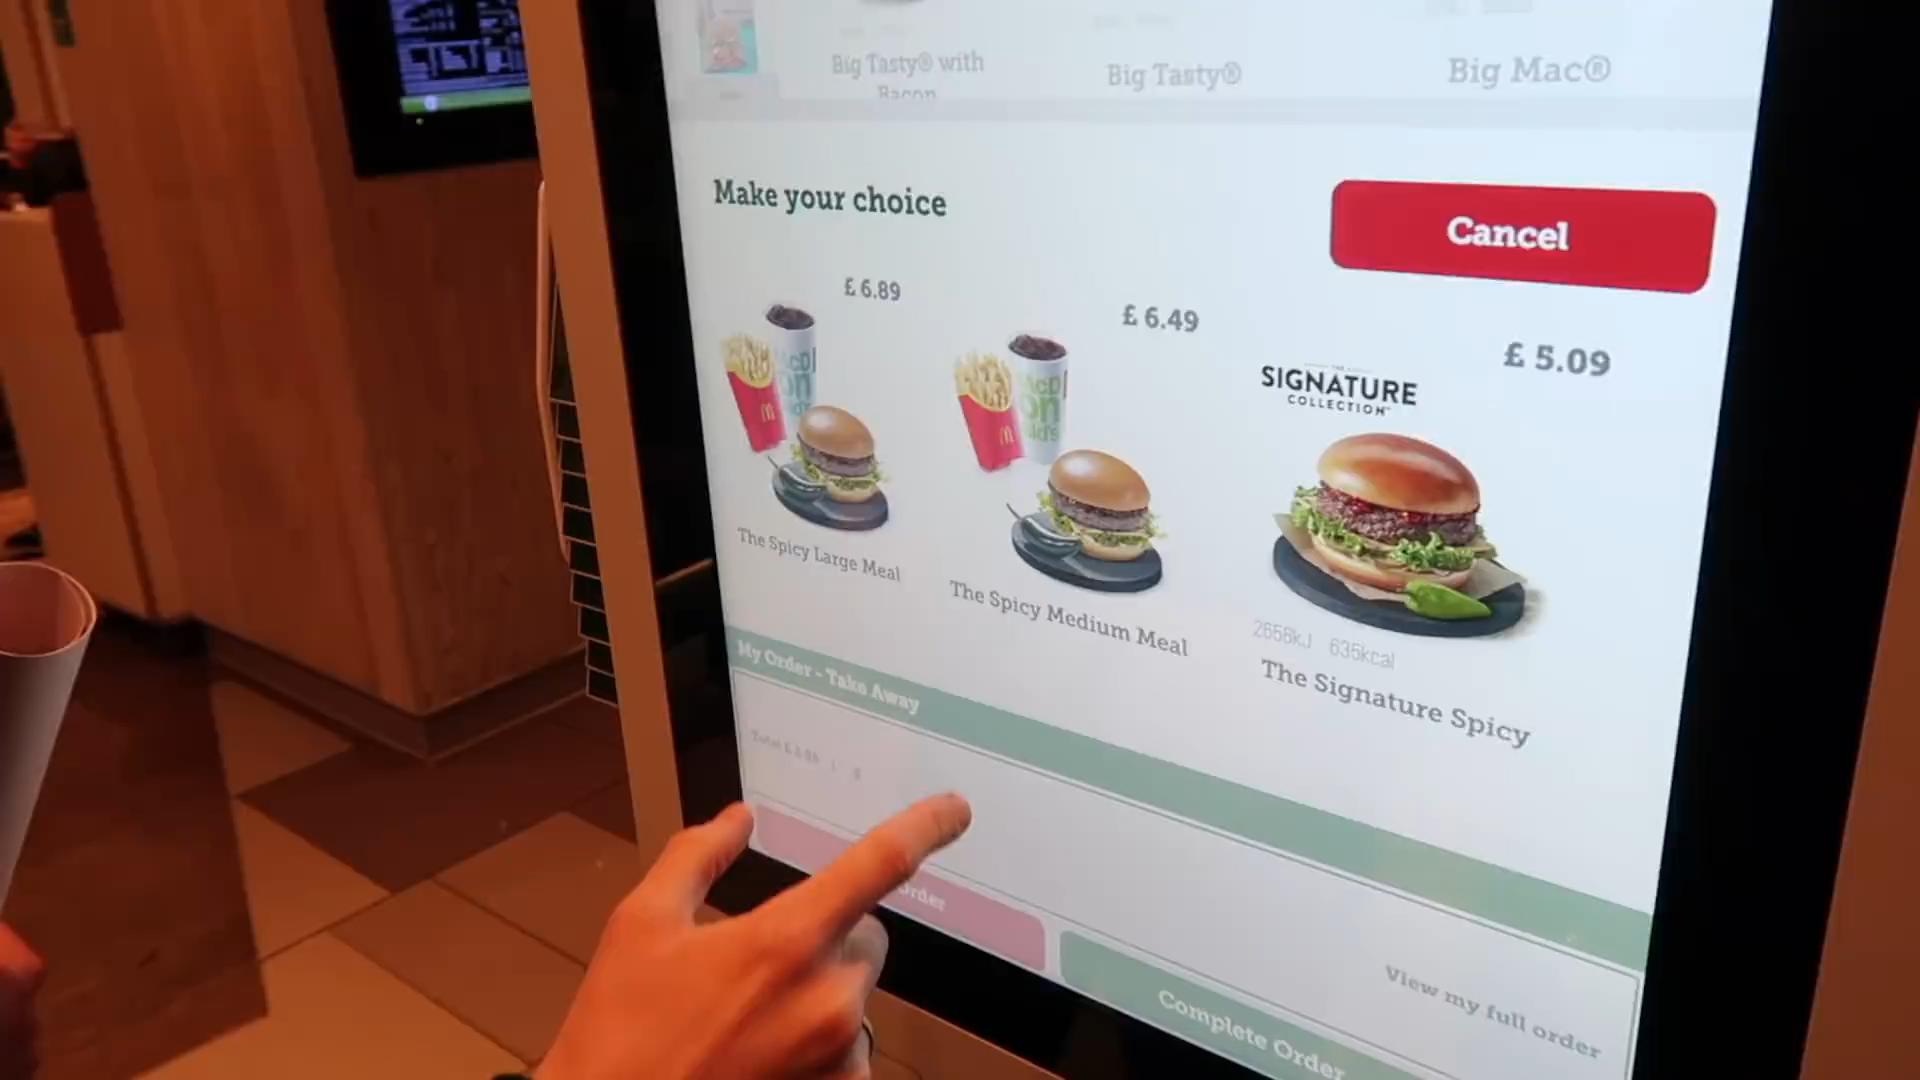 Big Tasty® with
Bacon
Big Tasty®
Big Mac®
Make your choice
Cancel
£ 6.89
£ 6.49
£ 5.09
THE
SIGNATURE
COLLECTION™
The Spicy Large Meal
The Spicy Medium Meal
2656kJ 635kcal
The Signature Spicy
My Order - Take Away
Order
View my full order
Complete Order